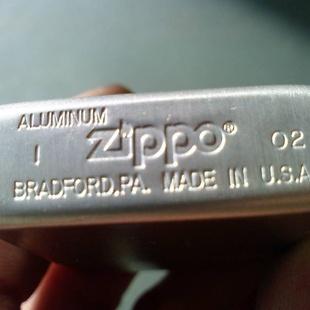 ALUMINUM
I zippo® 02
BRADFORD,PA. MADE IN U.S.A